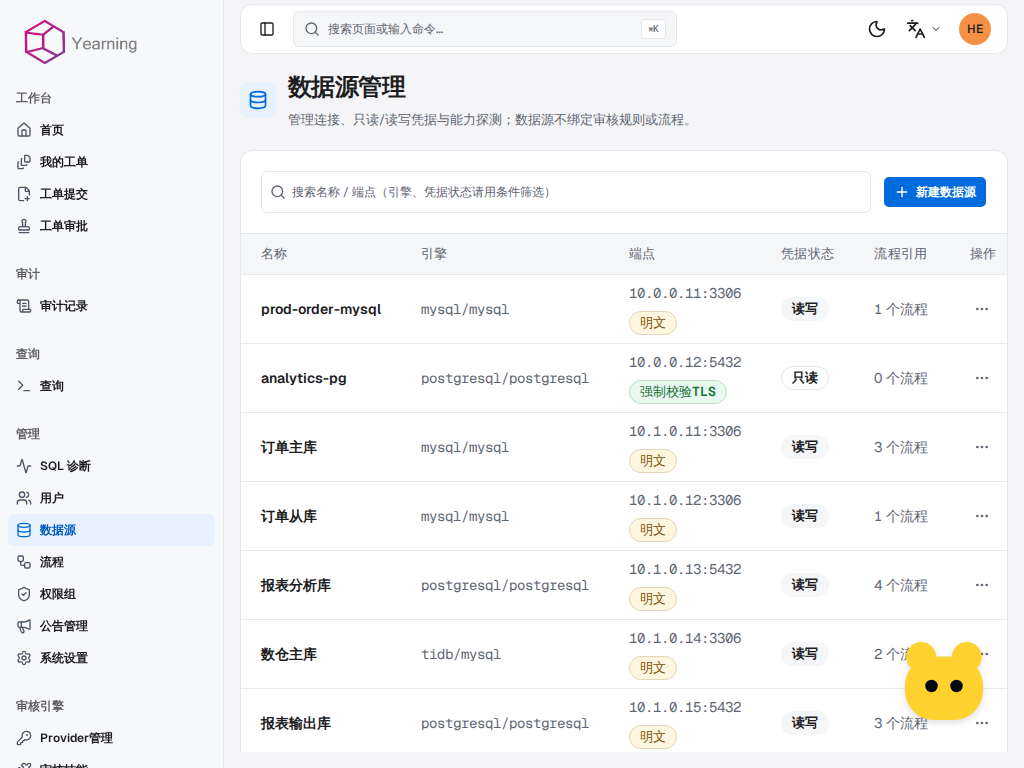 Yearning
工作台
首页
我的工单
工单提交
工单审批
审计
审计记录
查询
查询
管理
SQL 诊断
用户
数据源
流程
权限组
公告管理
系统设置
审核引擎
Provider管理
搜索页面或输入命令...
⌘K
HE
数据源管理
管理连接、只读/读写凭据与能力探测；数据源不绑定审核规则或流程。
搜索名称 / 端点（引擎、凭据状态请用条件筛选）
新建数据源
名称 引擎 端点 凭据状态 流程引用 操作
prod-order-mysql mysql/mysql 10.0.0.11:3306 明文 读写 1 个流程
analytics-pg postgresql/postgresql 10.0.0.12:5432 强制校验TLS 只读 0 个流程
订单主库 mysql/mysql 10.1.0.11:3306 明文 读写 3 个流程
订单从库 mysql/mysql 10.1.0.12:3306 明文 读写 1 个流程
报表分析库 postgresql/postgresql 10.1.0.13:5432 明文 读写 4 个流程
数仓主库 tidb/mysql 10.1.0.14:3306 明文 读写 2 个
报表输出库 postgresql/postgresql 10.1.0.15:5432 明文 读写 3 个流程